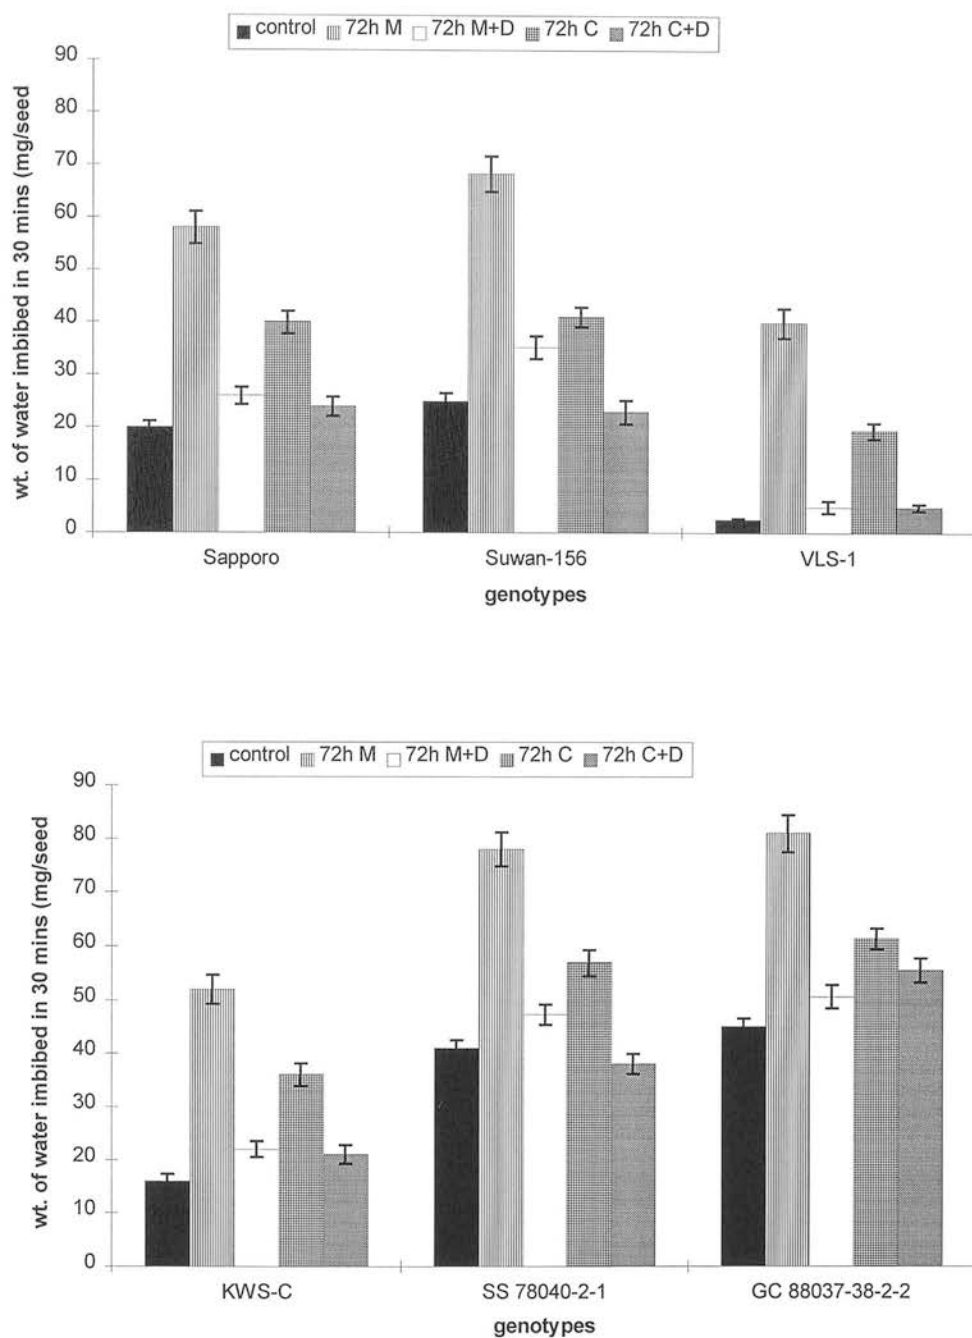 control 72h M 72h M+D 72h C 72h C+D
90
80
70
60
50
40
30
20
10
0
wt. of water imbibed in 30 mins (mg/seed)
Sapporo Suwan-156 VLS-1
genotypes
control 72h M 72h M+D 72h C 72h C+D
90
80
70
60
50
40
30
20
10
0
wt. of water imbibed in 30 mins (mg/seed)
KWS-C SS 78040-2-1 GC 88037-38-2-2
genotypes